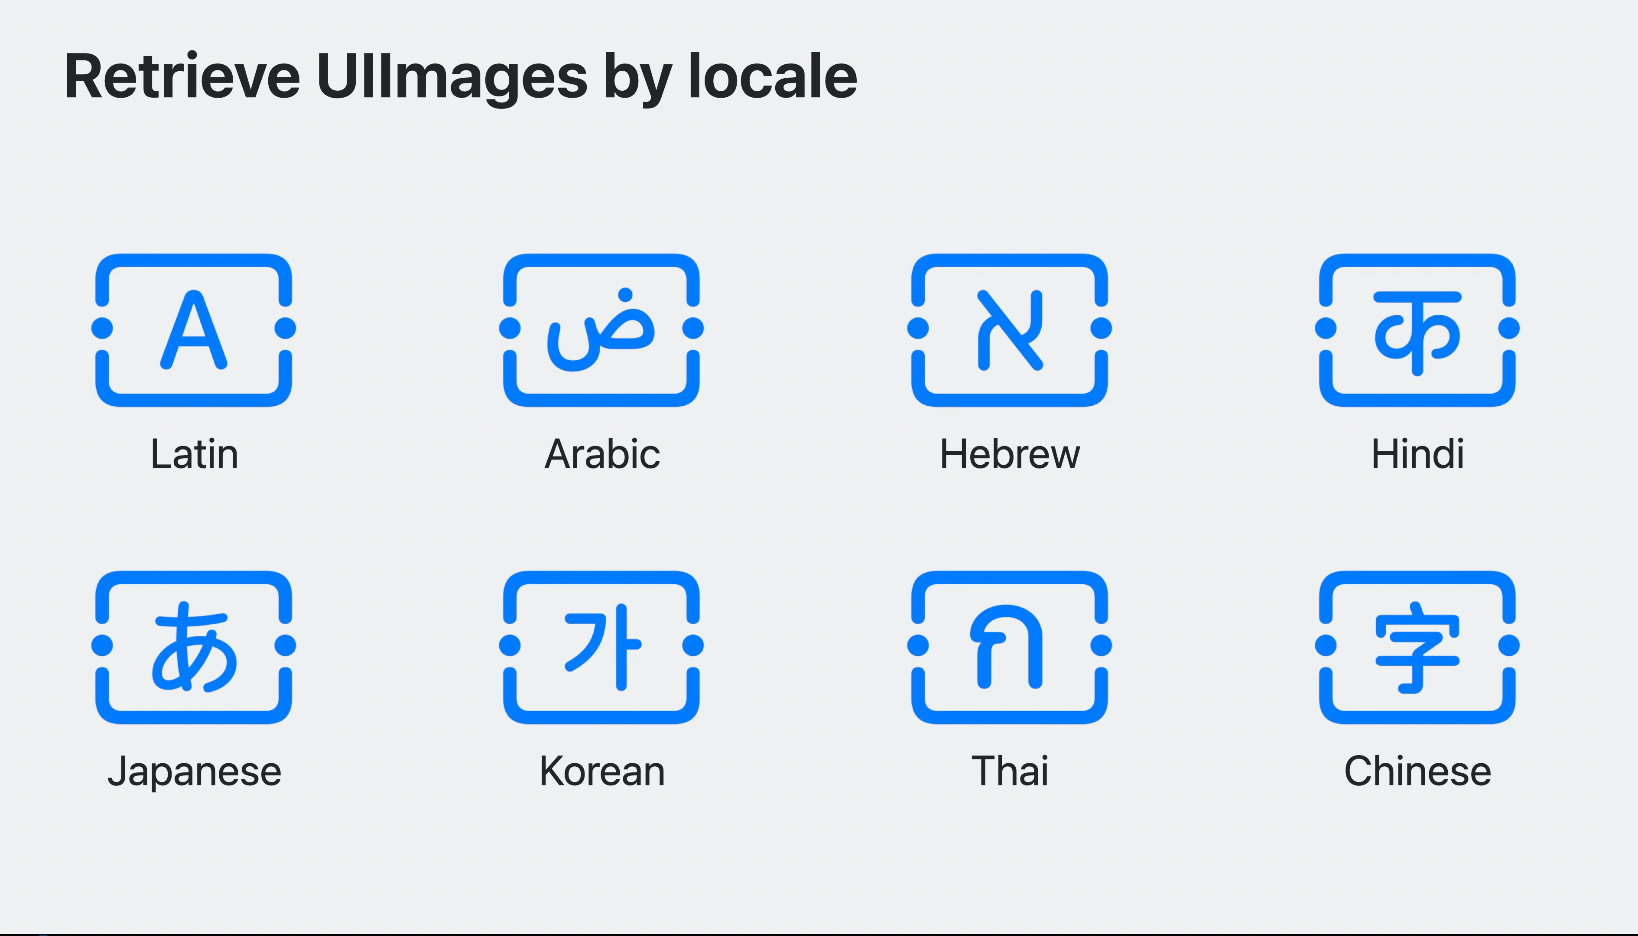 Retrieve UIImages by locale
A ض א क
Latin Arabic Hebrew Hindi
あ 가 ก 字
Japanese Korean Thai Chinese